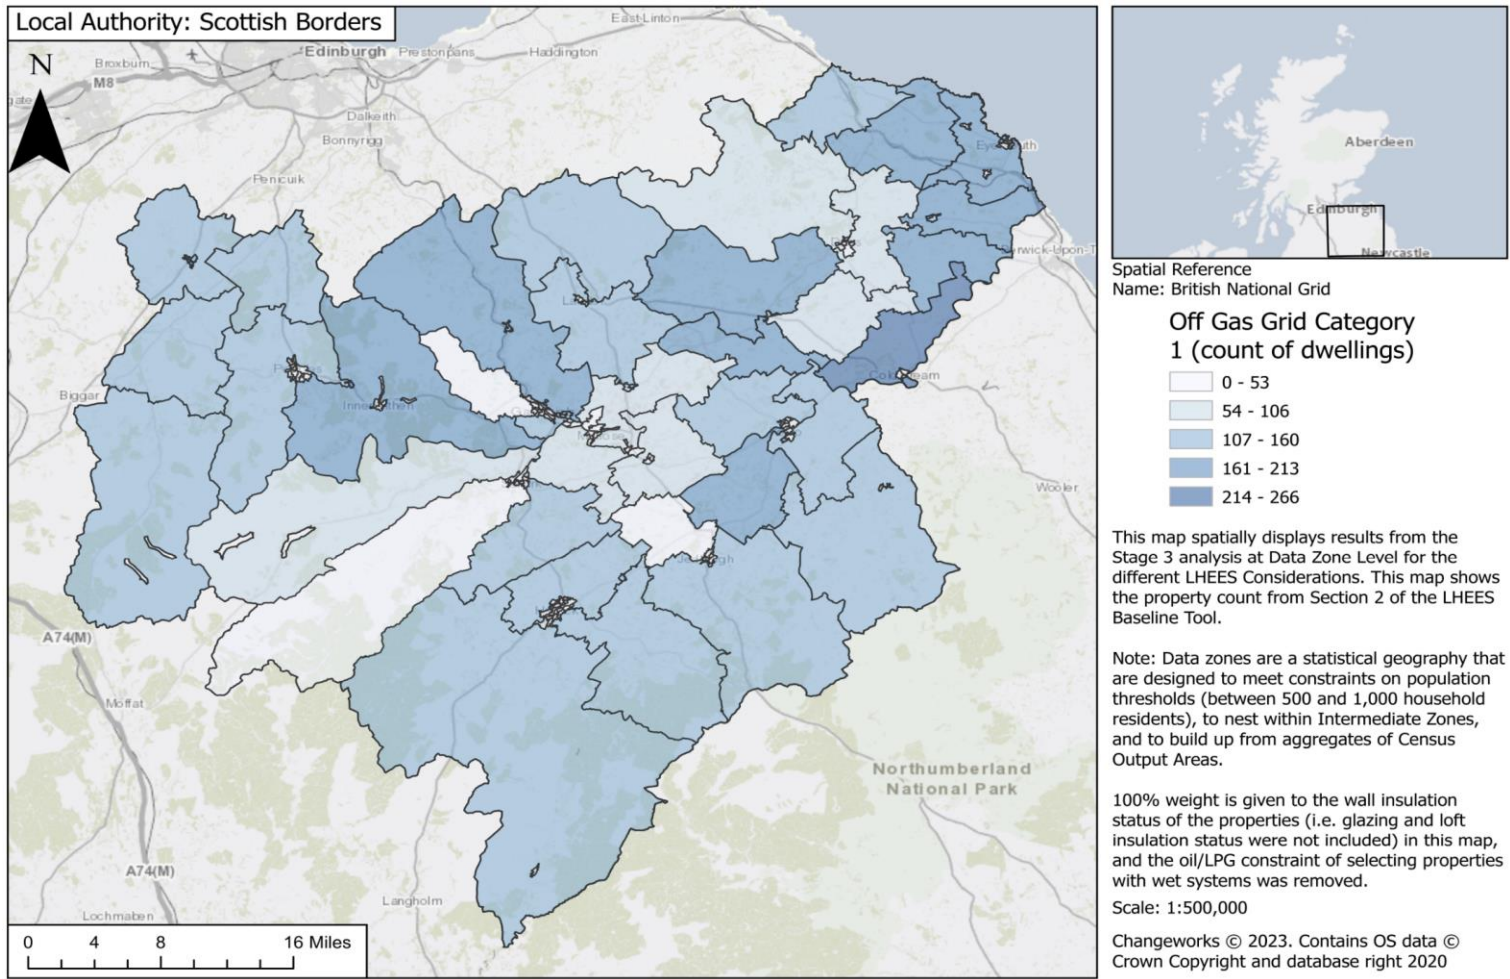 Local Authority: Scottish Borders
East-Linton
Edinburgh
Prestonpans
Haddington
Broxburn
N
M8
Dalkeith
Bonnyrigg
Penicuik
Biggar
Wooler
A74(M)
Moffat
Northumberland
National Park
A74(M)
Langholm
Lochmaben
0 4 8 16 Miles
Aberdeen
Edinburgh
Newcastle
Spatial Reference
Name: British National Grid
Off Gas Grid Category
1 (count of dwellings)
0 - 53
54 - 106
107 - 160
161 - 213
214 - 266
This map spatially displays results from the
Stage 3 analysis at Data Zone Level for the
different LHEES Considerations. This map shows
the property count from Section 2 of the LHEES
Baseline Tool.
Note: Data zones are a statistical geography that
are designed to meet constraints on population
thresholds (between 500 and 1,000 household
residents), to nest within Intermediate Zones,
and to build up from aggregates of Census
Output Areas.
100% weight is given to the wall insulation
status of the properties (i.e. glazing and loft
insulation status were not included) in this map,
and the oil/LPG constraint of selecting properties
with wet systems was removed.
Scale: 1:500,000
Changeworks © 2023. Contains OS data ©
Crown Copyright and database right 2020